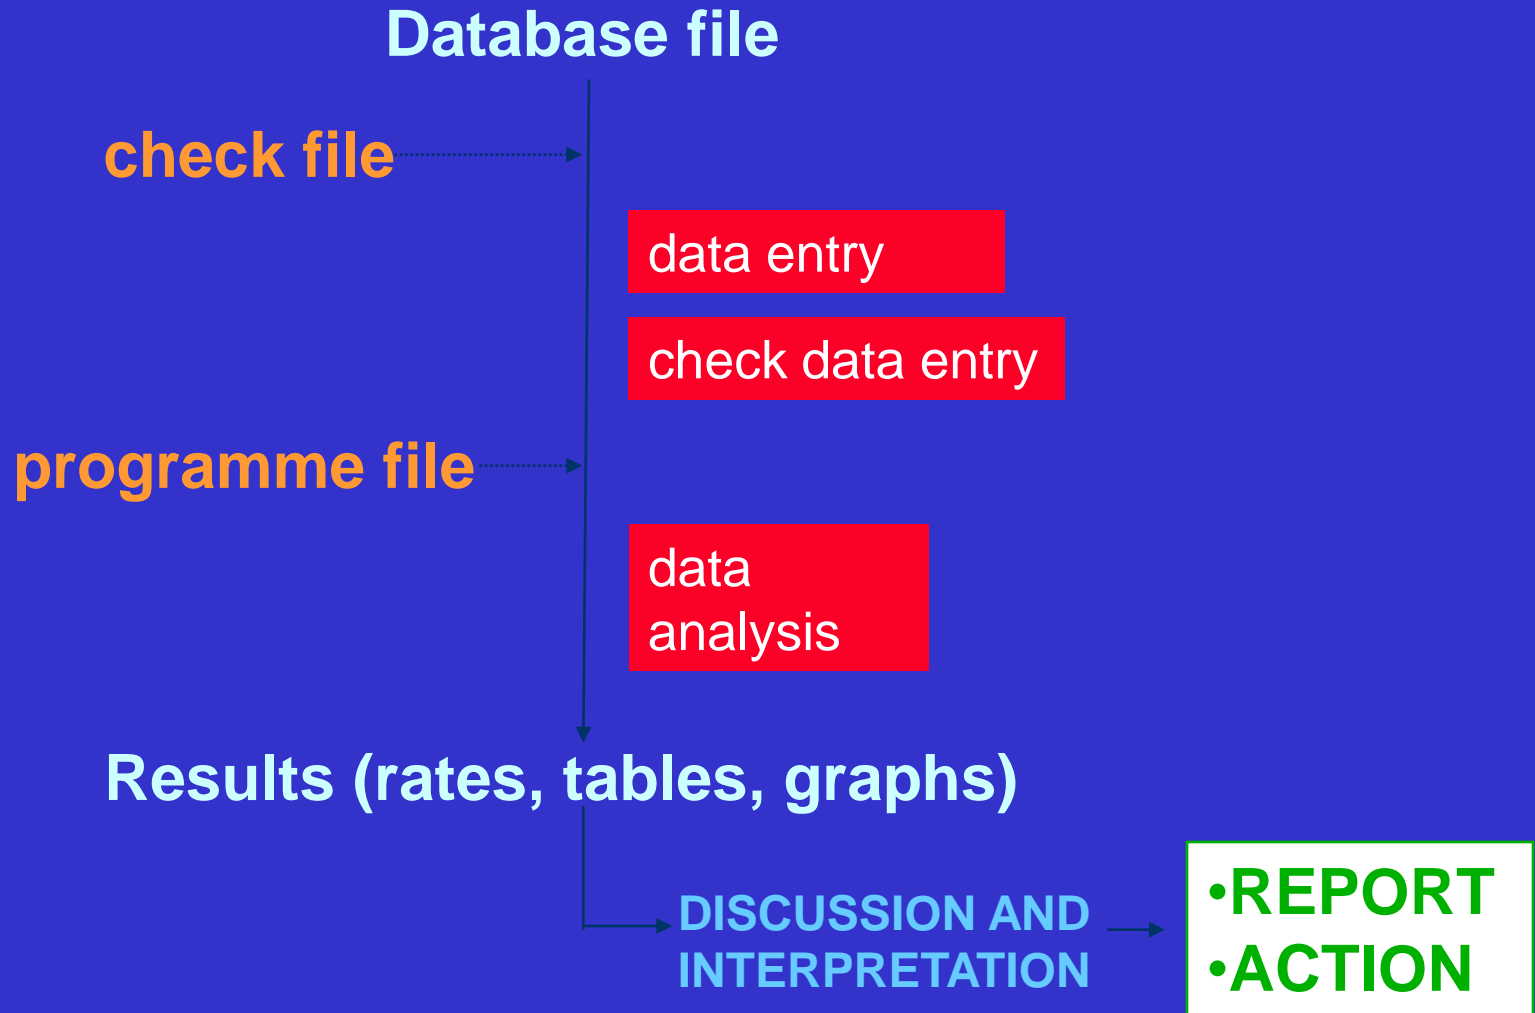 Database file
check file
data entry
check data entry
programme file
data
analysis
Results (rates, tables, graphs)
DISCUSSION AND
INTERPRETATION
•REPORT
•ACTION